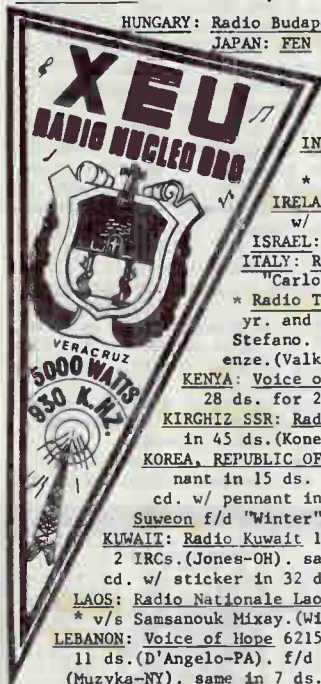 HUNGARY: Radio Budap
JAPAN: FEN
XEU
RADIO NUCLEO ORO
VERACRUZ
5000 WATTS
930 K.HZ.
IN
*
IRELA
w/
ISRAEL:
ITALY: R
"Carlo
* Radio T
yr. and
Stefano.
enze.(Valk
KENYA: Voice o
28 ds. for 2
KIRGHIZ SSR: Rad
in 45 ds.(Kone
KOREA, REPUBLIC OF
nant in 15 ds.
cd. w/ pennant in
Suweon f/d "Winter"
KUWAIT: Radio Kuwait 1
2 IRCs.(Jones-OH). sa
cd. w/ sticker in 32 d
LAOS: Radio Nationale Lao
* v/s Samsanouk Mixay.(Wi
LEBANON: Voice of Hope 6215
11 ds.(D'Angelo-PA). f/d
(Muzyka-NY). same in 7 ds.